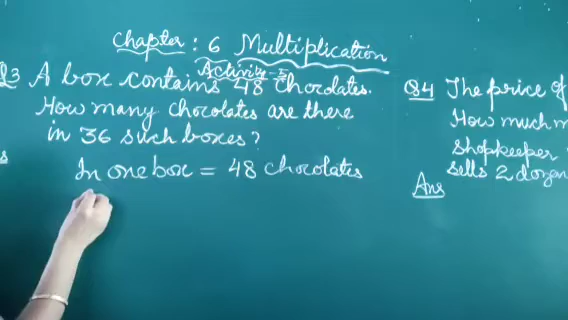 Chapter : 6 Multiplication
Activity-
Q3 A box contains 48 Chocolates.
How many chocolates are there
in 36 such boxes?
In one box = 48 chocolates
Q4 The price of
How much m
Shopkeeper
sells 2 dozen
Ans